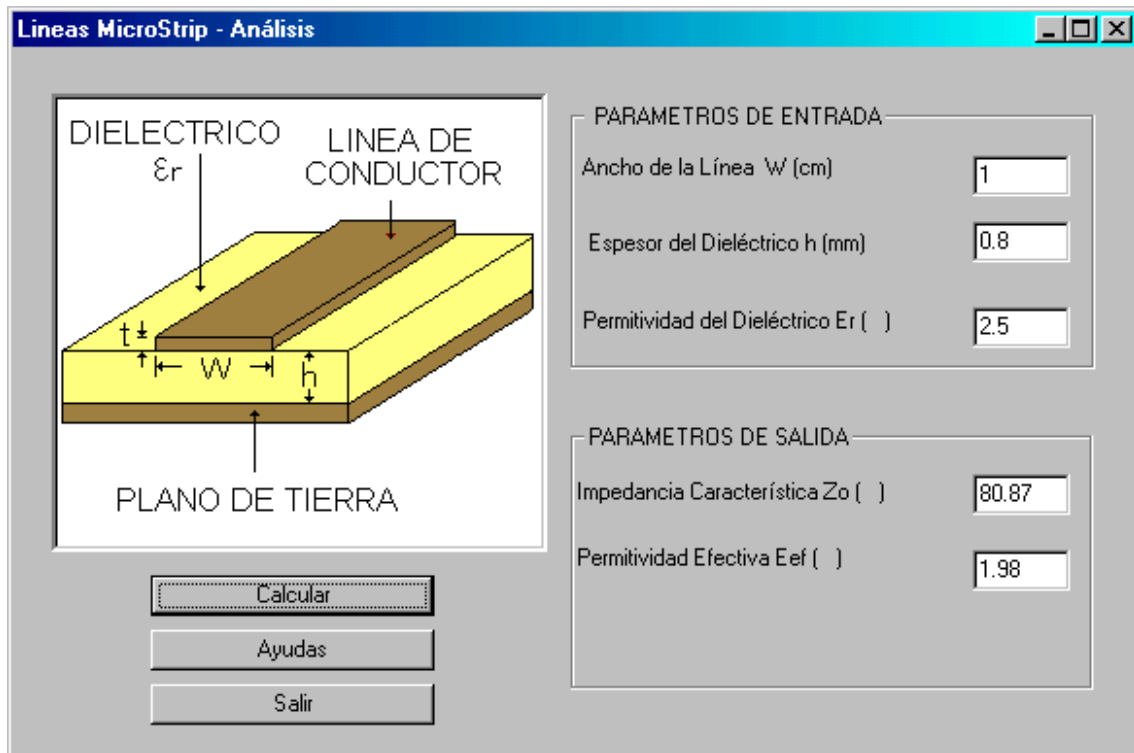 Lineas MicroStrip - Análisis
DIELECTRICO
εr
LINEA DE
CONDUCTOR
t
W
h
PLANO DE TIERRA
Calcular
Ayudas
Salir
PARAMETROS DE ENTRADA
Ancho de la Línea W (cm)
1
Espesor del Dieléctrico h (mm)
0.8
Permitividad del Dieléctrico Er ( )
2.5
PARAMETROS DE SALIDA
Impedancia Característica Zo ( )
80.87
Permitividad Efectiva Eef ( )
1.98